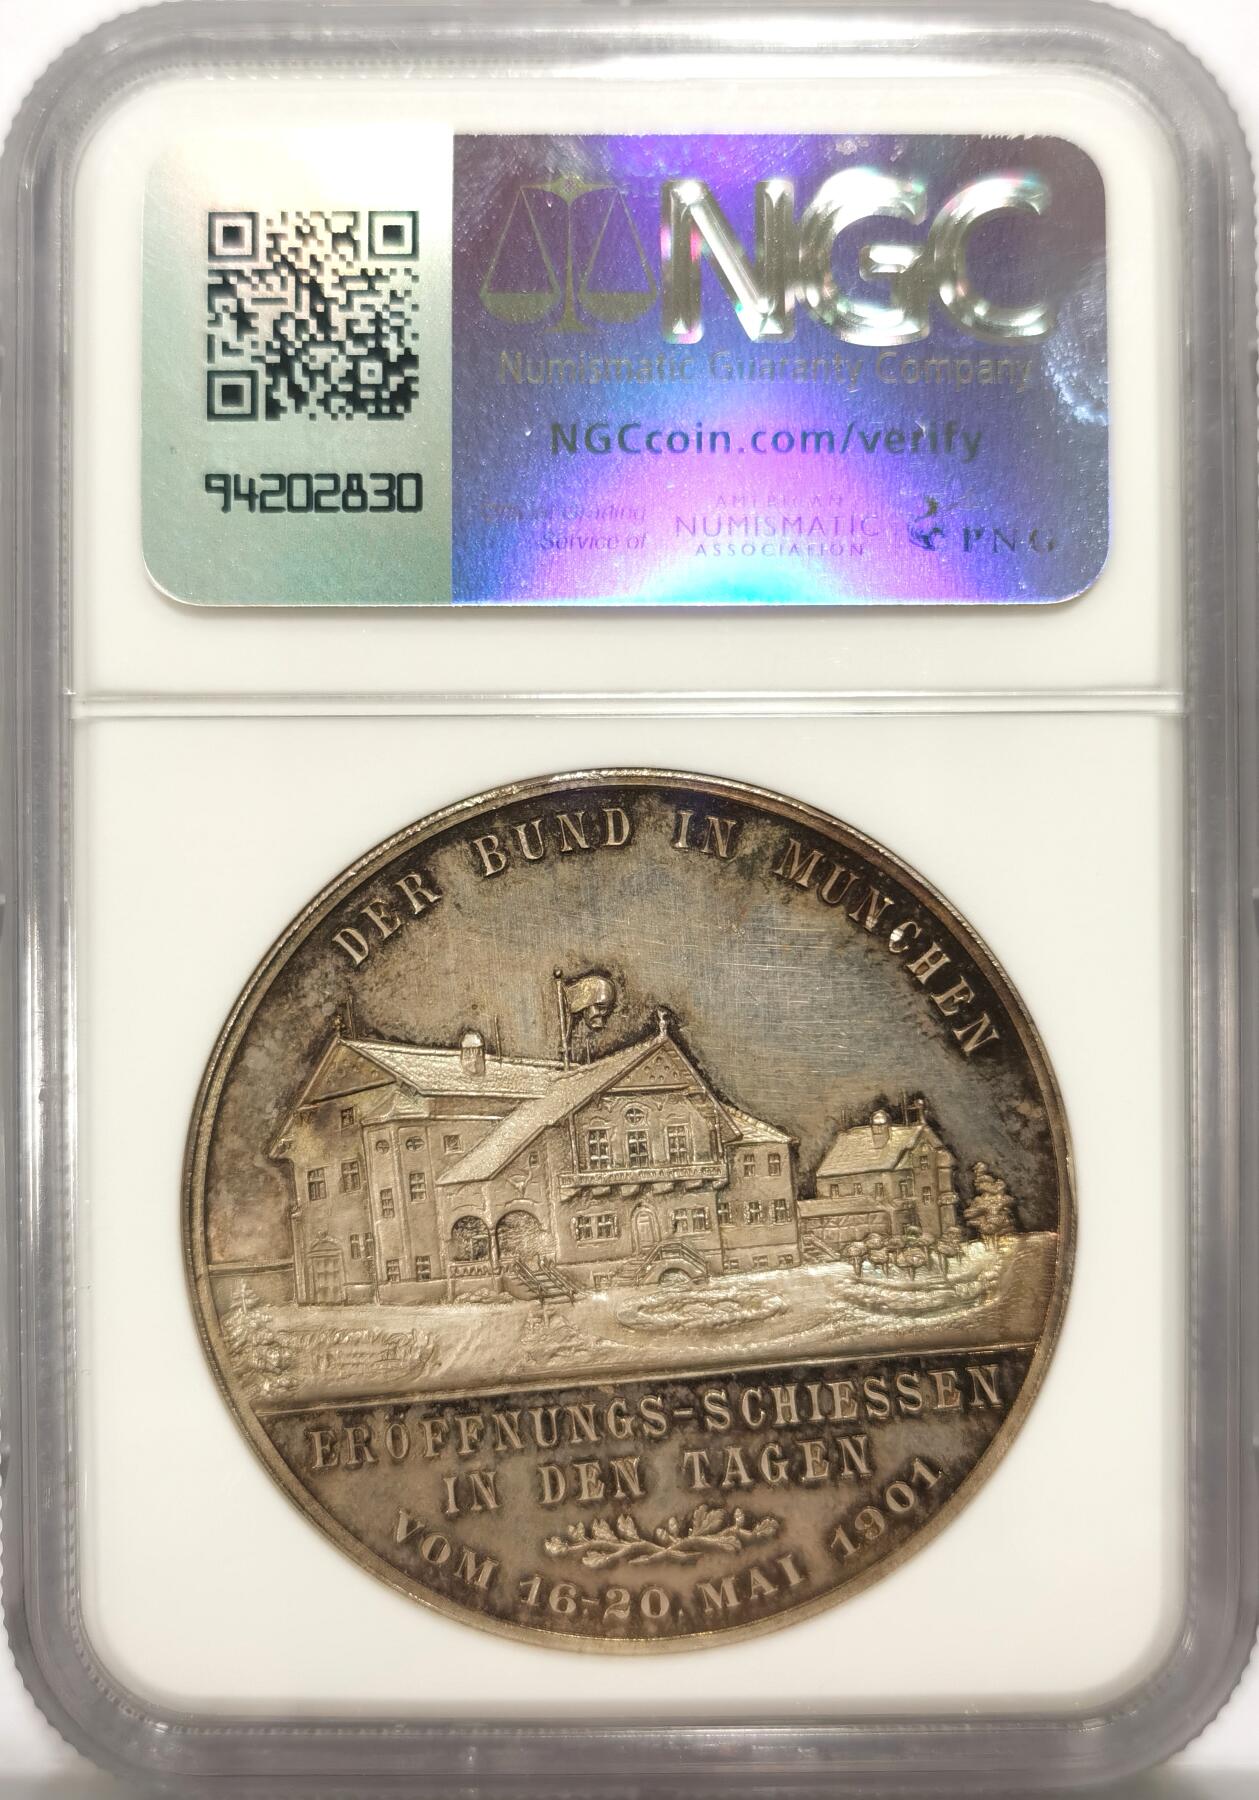 NGC
Numismatic Guaranty Company
NGCcoin.com/verify
94202830
Official Grading
Service of
AMERICAN
NUMISMATIC
ASSOCIATION
PNG
DER BUND IN MÜNCHEN
ERÖFFNUNGS-SCHIESSEN
IN DEN TAGEN
VOM 16-20. MAI 1901